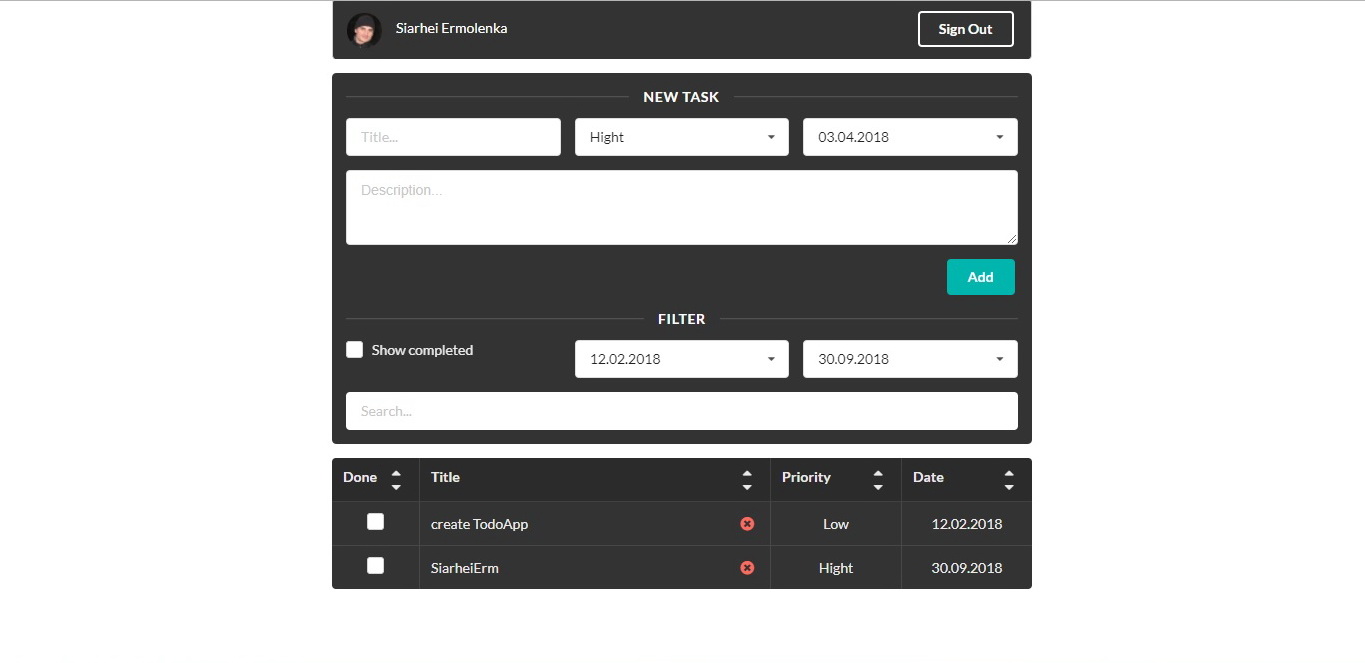 Siarhei Ermolenka
Sign Out
NEW TASK
Title...
Hight
03.04.2018
Description...
Add
FILTER
Show completed
12.02.2018
30.09.2018
Search...
Done Title Priority Date
create TodoApp Low 12.02.2018
SiarheiErm Hight 30.09.2018